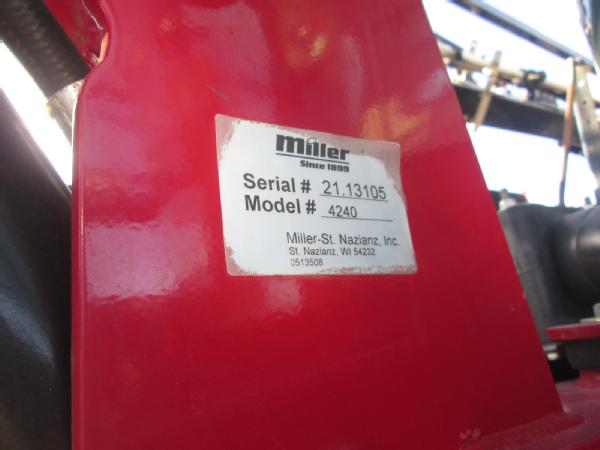 miller
Since 1899
Serial # 21.13105
Model # 4240
Miller-St. Nazianz, Inc.
St. Nazianz, WI 54232
0513508